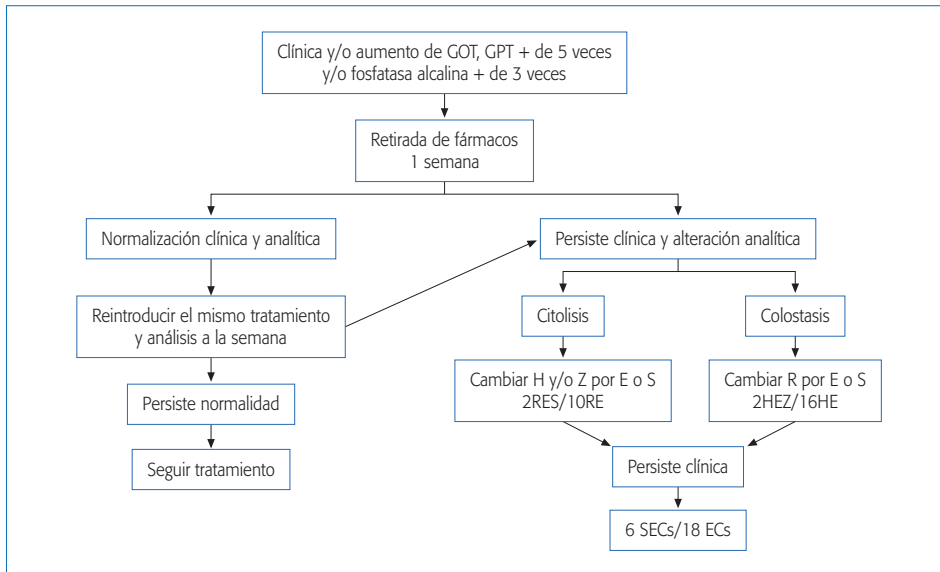 Clínica y/o aumento de GOT, GPT + de 5 veces
y/o fosfatasa alcalina + de 3 veces
Retirada de fármacos
1 semana
Normalización clínica y analítica
Persiste clínica y alteración analítica
Reintroducir el mismo tratamiento
y análisis a la semana
Citolisis
Colostasis
Persiste normalidad
Cambiar H y/o Z por E o S
2RES/10RE
Cambiar R por E o S
2HEZ/16HE
Seguir tratamiento
Persiste clínica
6 SECs/18 ECs